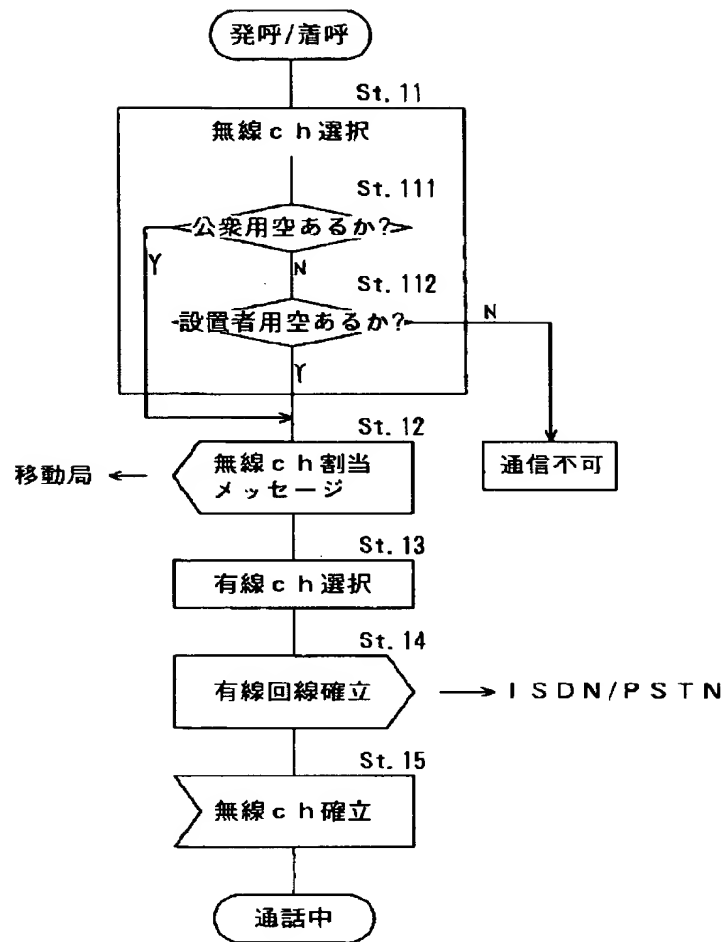 発呼/着呼
St.11
無線ch選択
St.111
公衆用空あるか?
Y
N
St.112
設置者用空あるか?
N
Y
St.12
無線ch割当
メッセージ
移動局
通信不可
St.13
有線ch選択
St.14
有線回線確立
ISDN/PSTN
St.15
無線ch確立
通話中